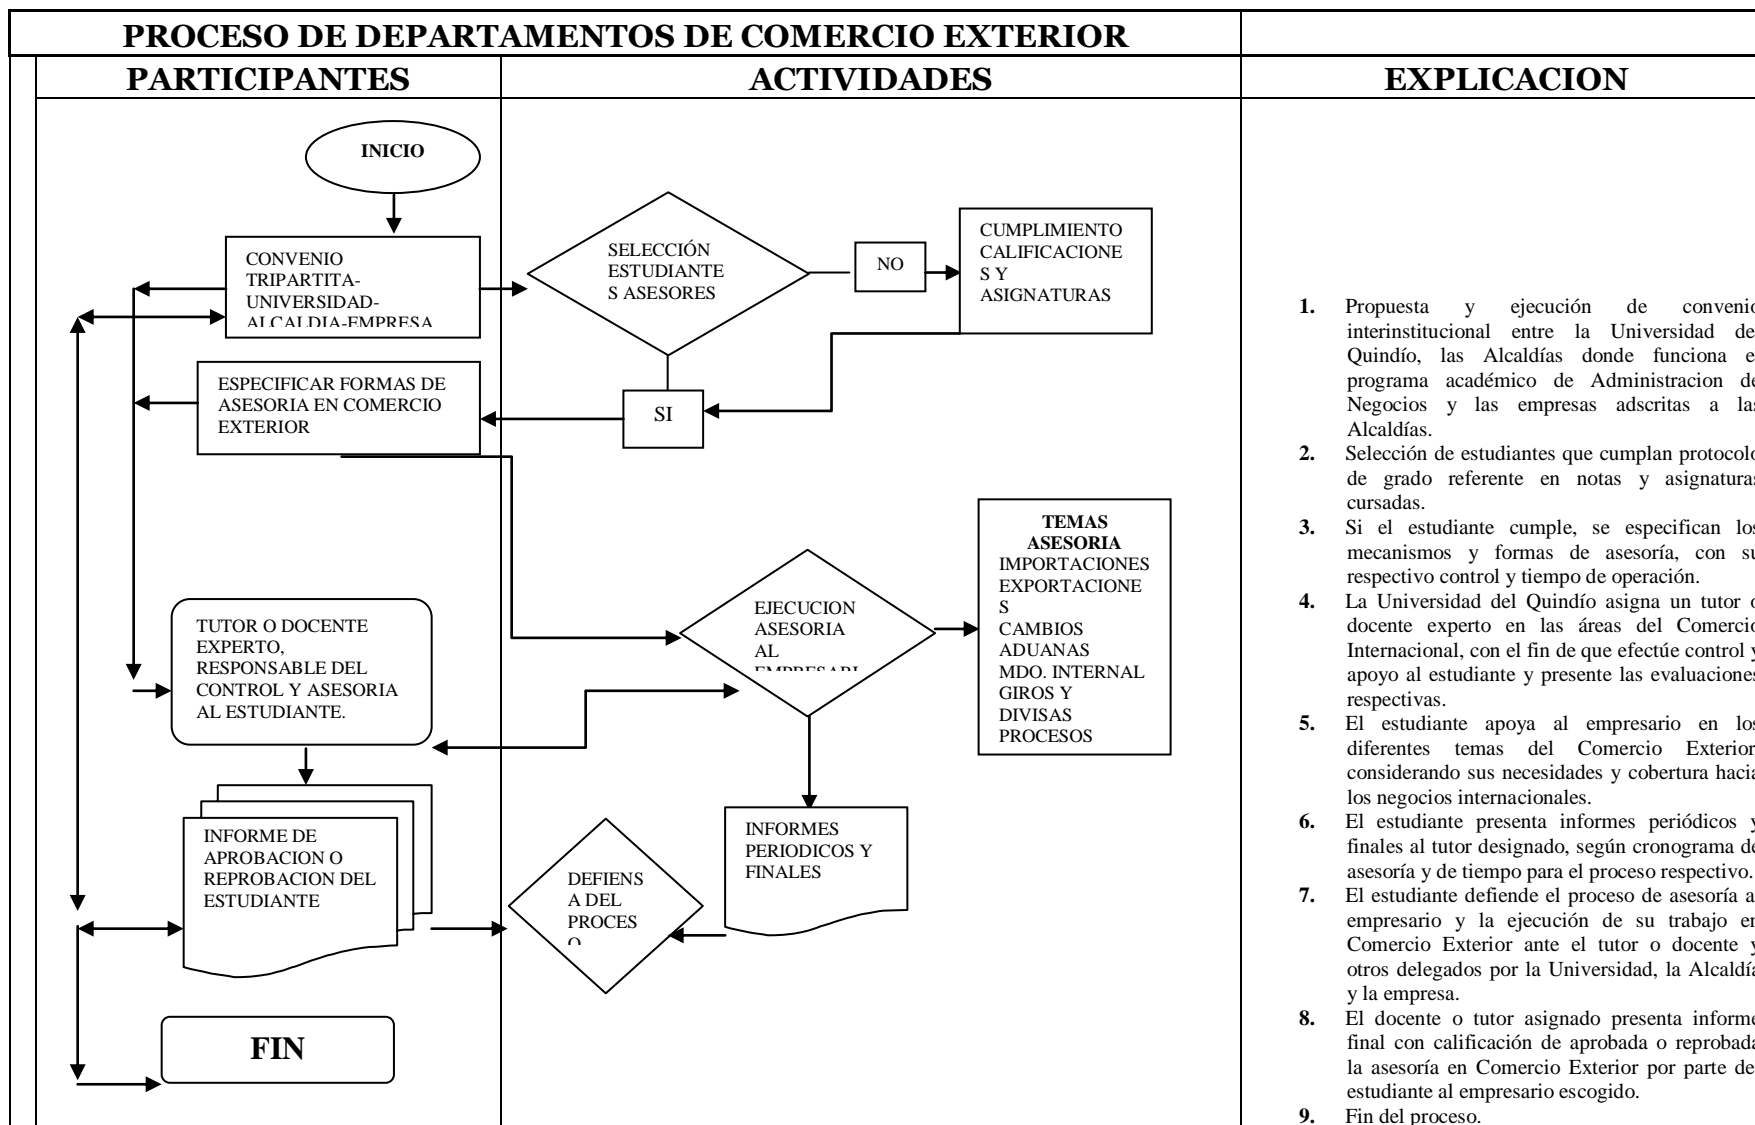 PROCESO DE DEPARTAMENTOS DE COMERCIO EXTERIOR
PARTICIPANTES
ACTIVIDADES
EXPLICACION
INICIO
CONVENIO
TRIPARTITA-
UNIVERSIDAD-
ALCALDIA-EMPRESA
SELECCIÓN
ESTUDIANTE
S ASESORES
NO
CUMPLIMIENTO
CALIFICACIONE
S Y
ASIGNATURAS
ESPECIFICAR FORMAS DE
ASESORIA EN COMERCIO
EXTERIOR
SI
TEMAS
ASESORIA
IMPORTACIONES
EXPORTACIONE
S
CAMBIOS
ADUANAS
MDO. INTERNAL
GIROS Y
DIVISAS
PROCESOS
EJECUCION
ASESORIA
AL
EMPRESARI
TUTOR O DOCENTE
EXPERTO,
RESPONSABLE DEL
CONTROL Y ASESORIA
AL ESTUDIANTE.
INFORME DE
APROBACION O
REPROBACION DEL
ESTUDIANTE
DEFIENS
A DEL
PROCES
O
INFORMES
PERIODICOS Y
FINALES
FIN
1. Propuesta y ejecución de convenio
interinstitucional entre la Universidad de
Quindío, las Alcaldías donde funciona e
programa académico de Administracion de
Negocios y las empresas adscritas a las
Alcaldías.
2. Selección de estudiantes que cumplan protocolo
de grado referente en notas y asignaturas
cursadas.
3. Si el estudiante cumple, se especifican los
mecanismos y formas de asesoría, con su
respectivo control y tiempo de operación.
4. La Universidad del Quindío asigna un tutor o
docente experto en las áreas del Comercio
Internacional, con el fin de que efectúe control y
apoyo al estudiante y presente las evaluaciones
respectivas.
5. El estudiante apoya al empresario en los
diferentes temas del Comercio Exterior
considerando sus necesidades y cobertura hacia
los negocios internacionales.
6. El estudiante presenta informes periódicos y
finales al tutor designado, según cronograma de
asesoría y de tiempo para el proceso respectivo.
7. El estudiante defiende el proceso de asesoría a
empresario y la ejecución de su trabajo en
Comercio Exterior ante el tutor o docente y
otros delegados por la Universidad, la Alcaldía
y la empresa.
8. El docente o tutor asignado presenta informe
final con calificación de aprobada o reprobada
la asesoría en Comercio Exterior por parte de
estudiante al empresario escogido.
9. Fin del proceso.